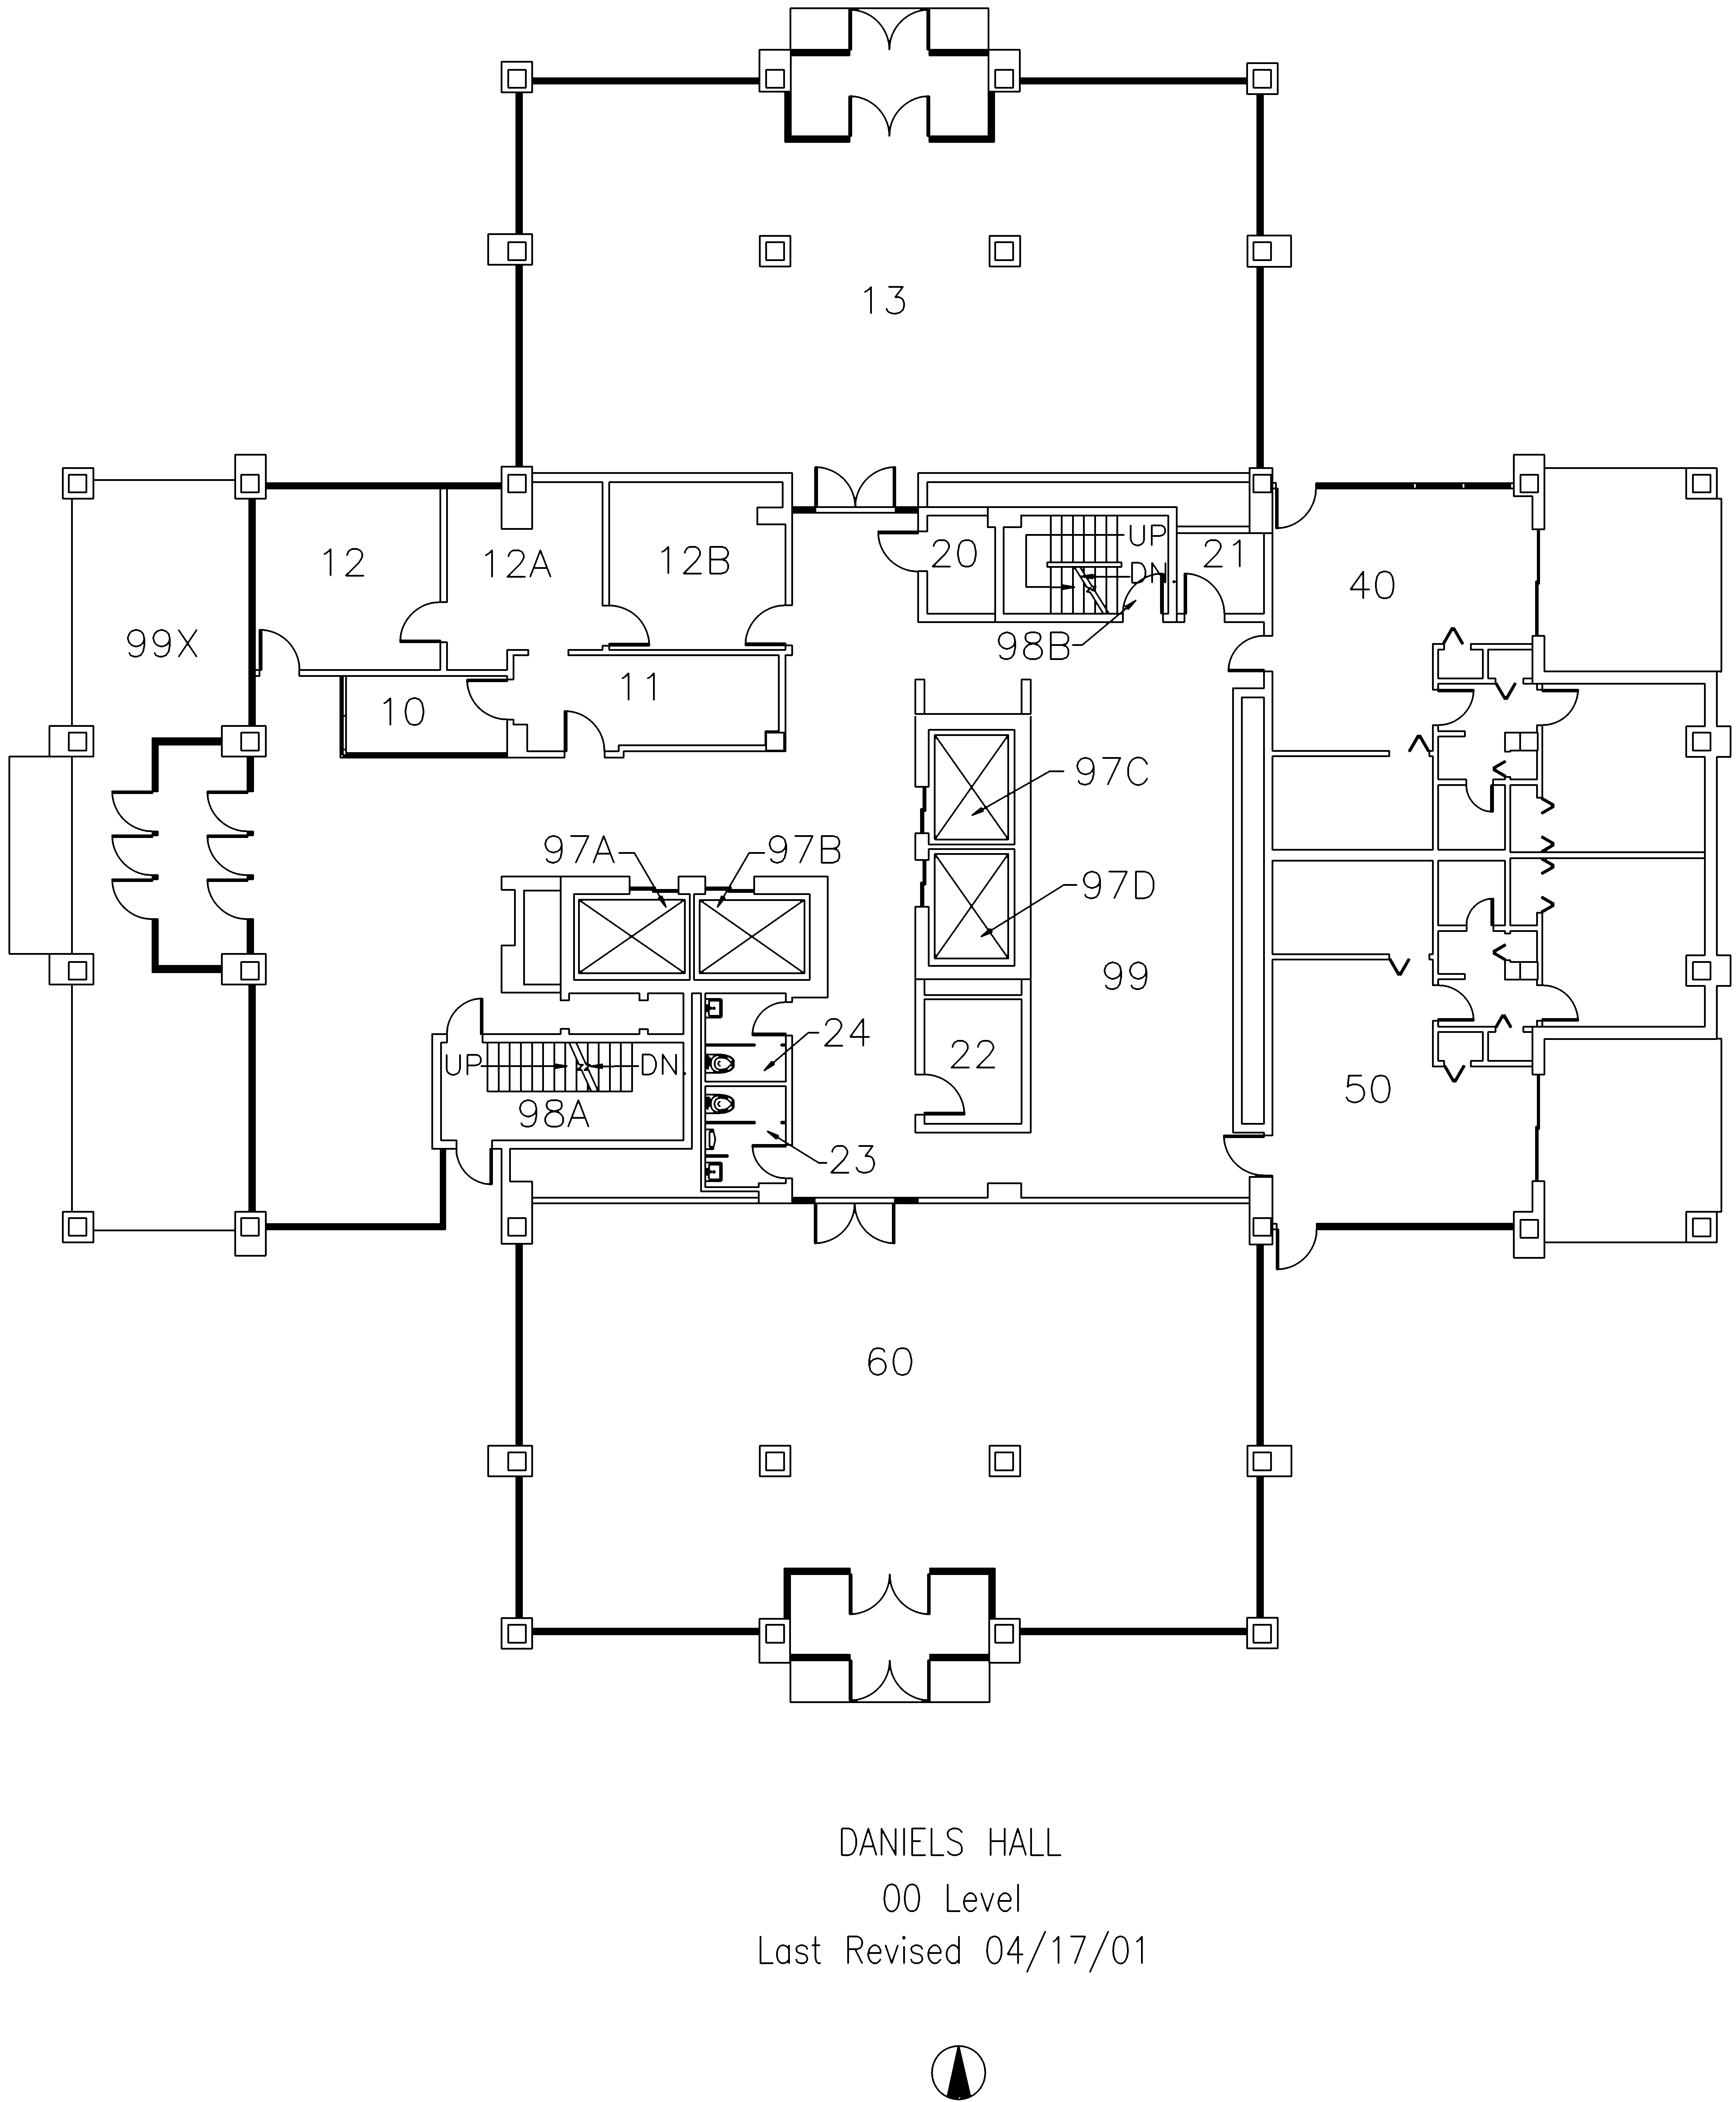 13
12
12A
12B
20
UP
DN.
21
40
99X
98B
10
11
97C
97A
97B
97D
99
24
22
UP
DN.
98A
50
23
60
DANIELS HALL
00 Level
Last Revised 04/17/01